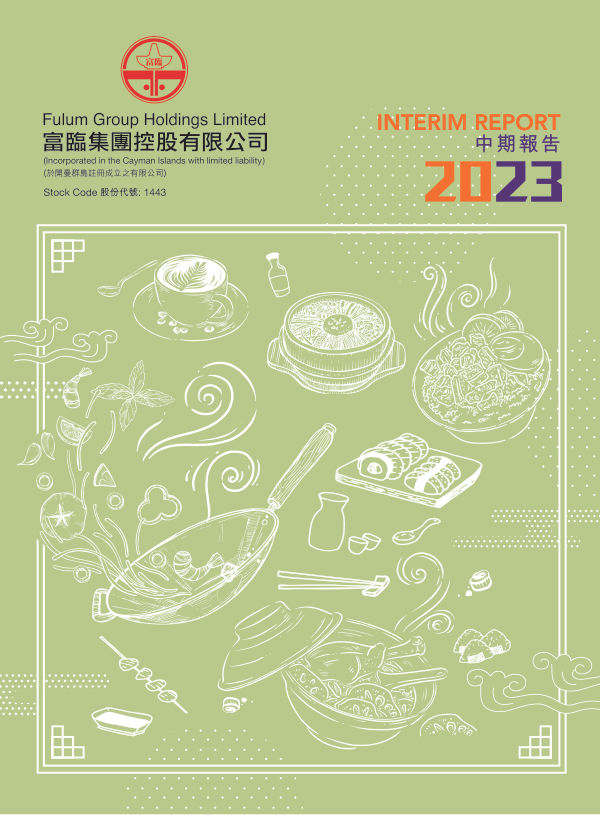 富臨
Fulum Group Holdings Limited
富臨集團控股有限公司
(Incorporated in the Cayman Islands with limited liability)
(於開曼群島註冊成立之有限公司)
Stock Code 股份代號: 1443
INTERIM REPORT
中期報告
2023